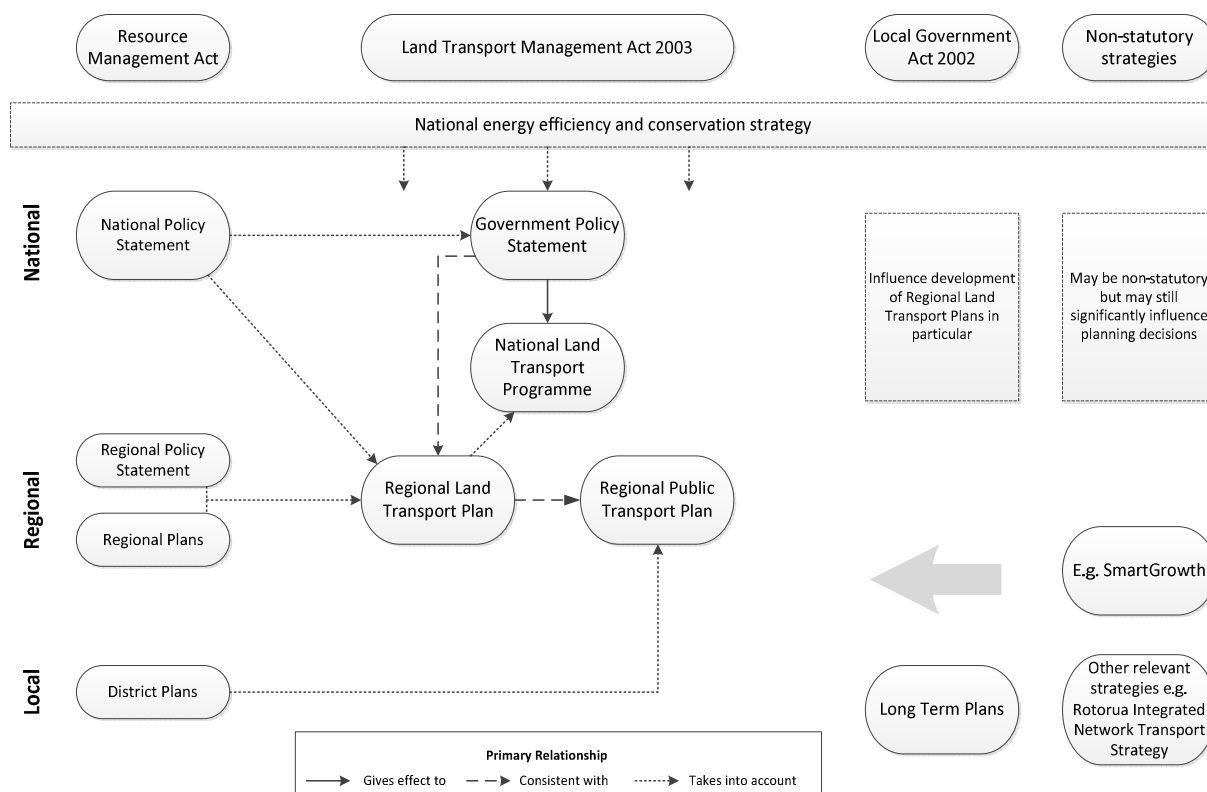 Resource
Management Act
Land Transport Management Act 2003
Local Government
Act 2002
Non-statutory
strategies
National energy efficiency and conservation strategy
National
National Policy
Statement
Government Policy
Statement
Influence development
of Regional Land
Transport Plans in
particular
May be non-statutory
but may still
significantly influence
planning decisions
National Land
Transport
Programme
Regional
Regional Policy
Statement
Regional Plans
Regional Land
Transport Plan
Regional Public
Transport Plan
E.g. SmartGrowth
Local
District Plans
Long Term Plans
Other relevant
strategies e.g.
Rotorua Integrated
Network Transport
Strategy
Primary Relationship
Gives effect to
Consistent with
Takes into account